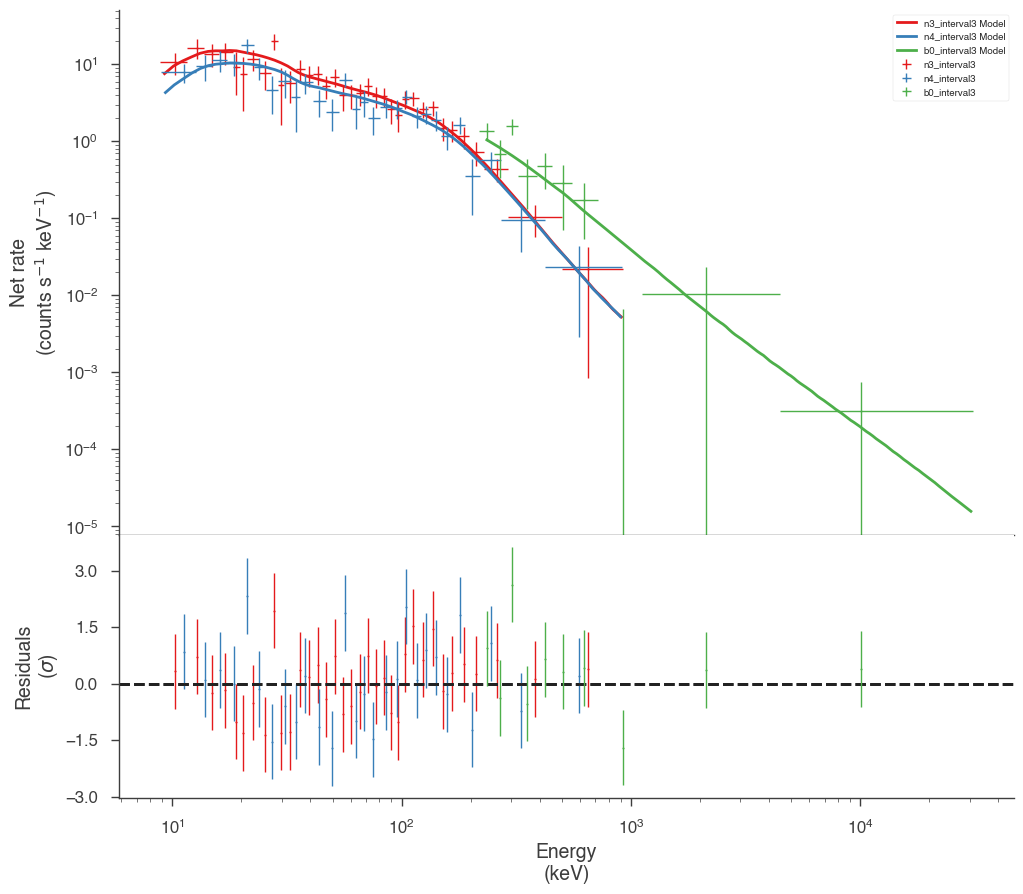 n3_interval3 Model
n4_interval3 Model
b0_interval3 Model
n3_interval3
n4_interval3
b0_interval3
Net rate
(counts s⁻¹ keV⁻¹)
10¹
10⁰
10⁻¹
10⁻²
10⁻³
10⁻⁴
10⁻⁵
Residuals
(σ)
3.0
1.5
0.0
−1.5
−3.0
10¹ 10² 10³ 10⁴
Energy
(keV)